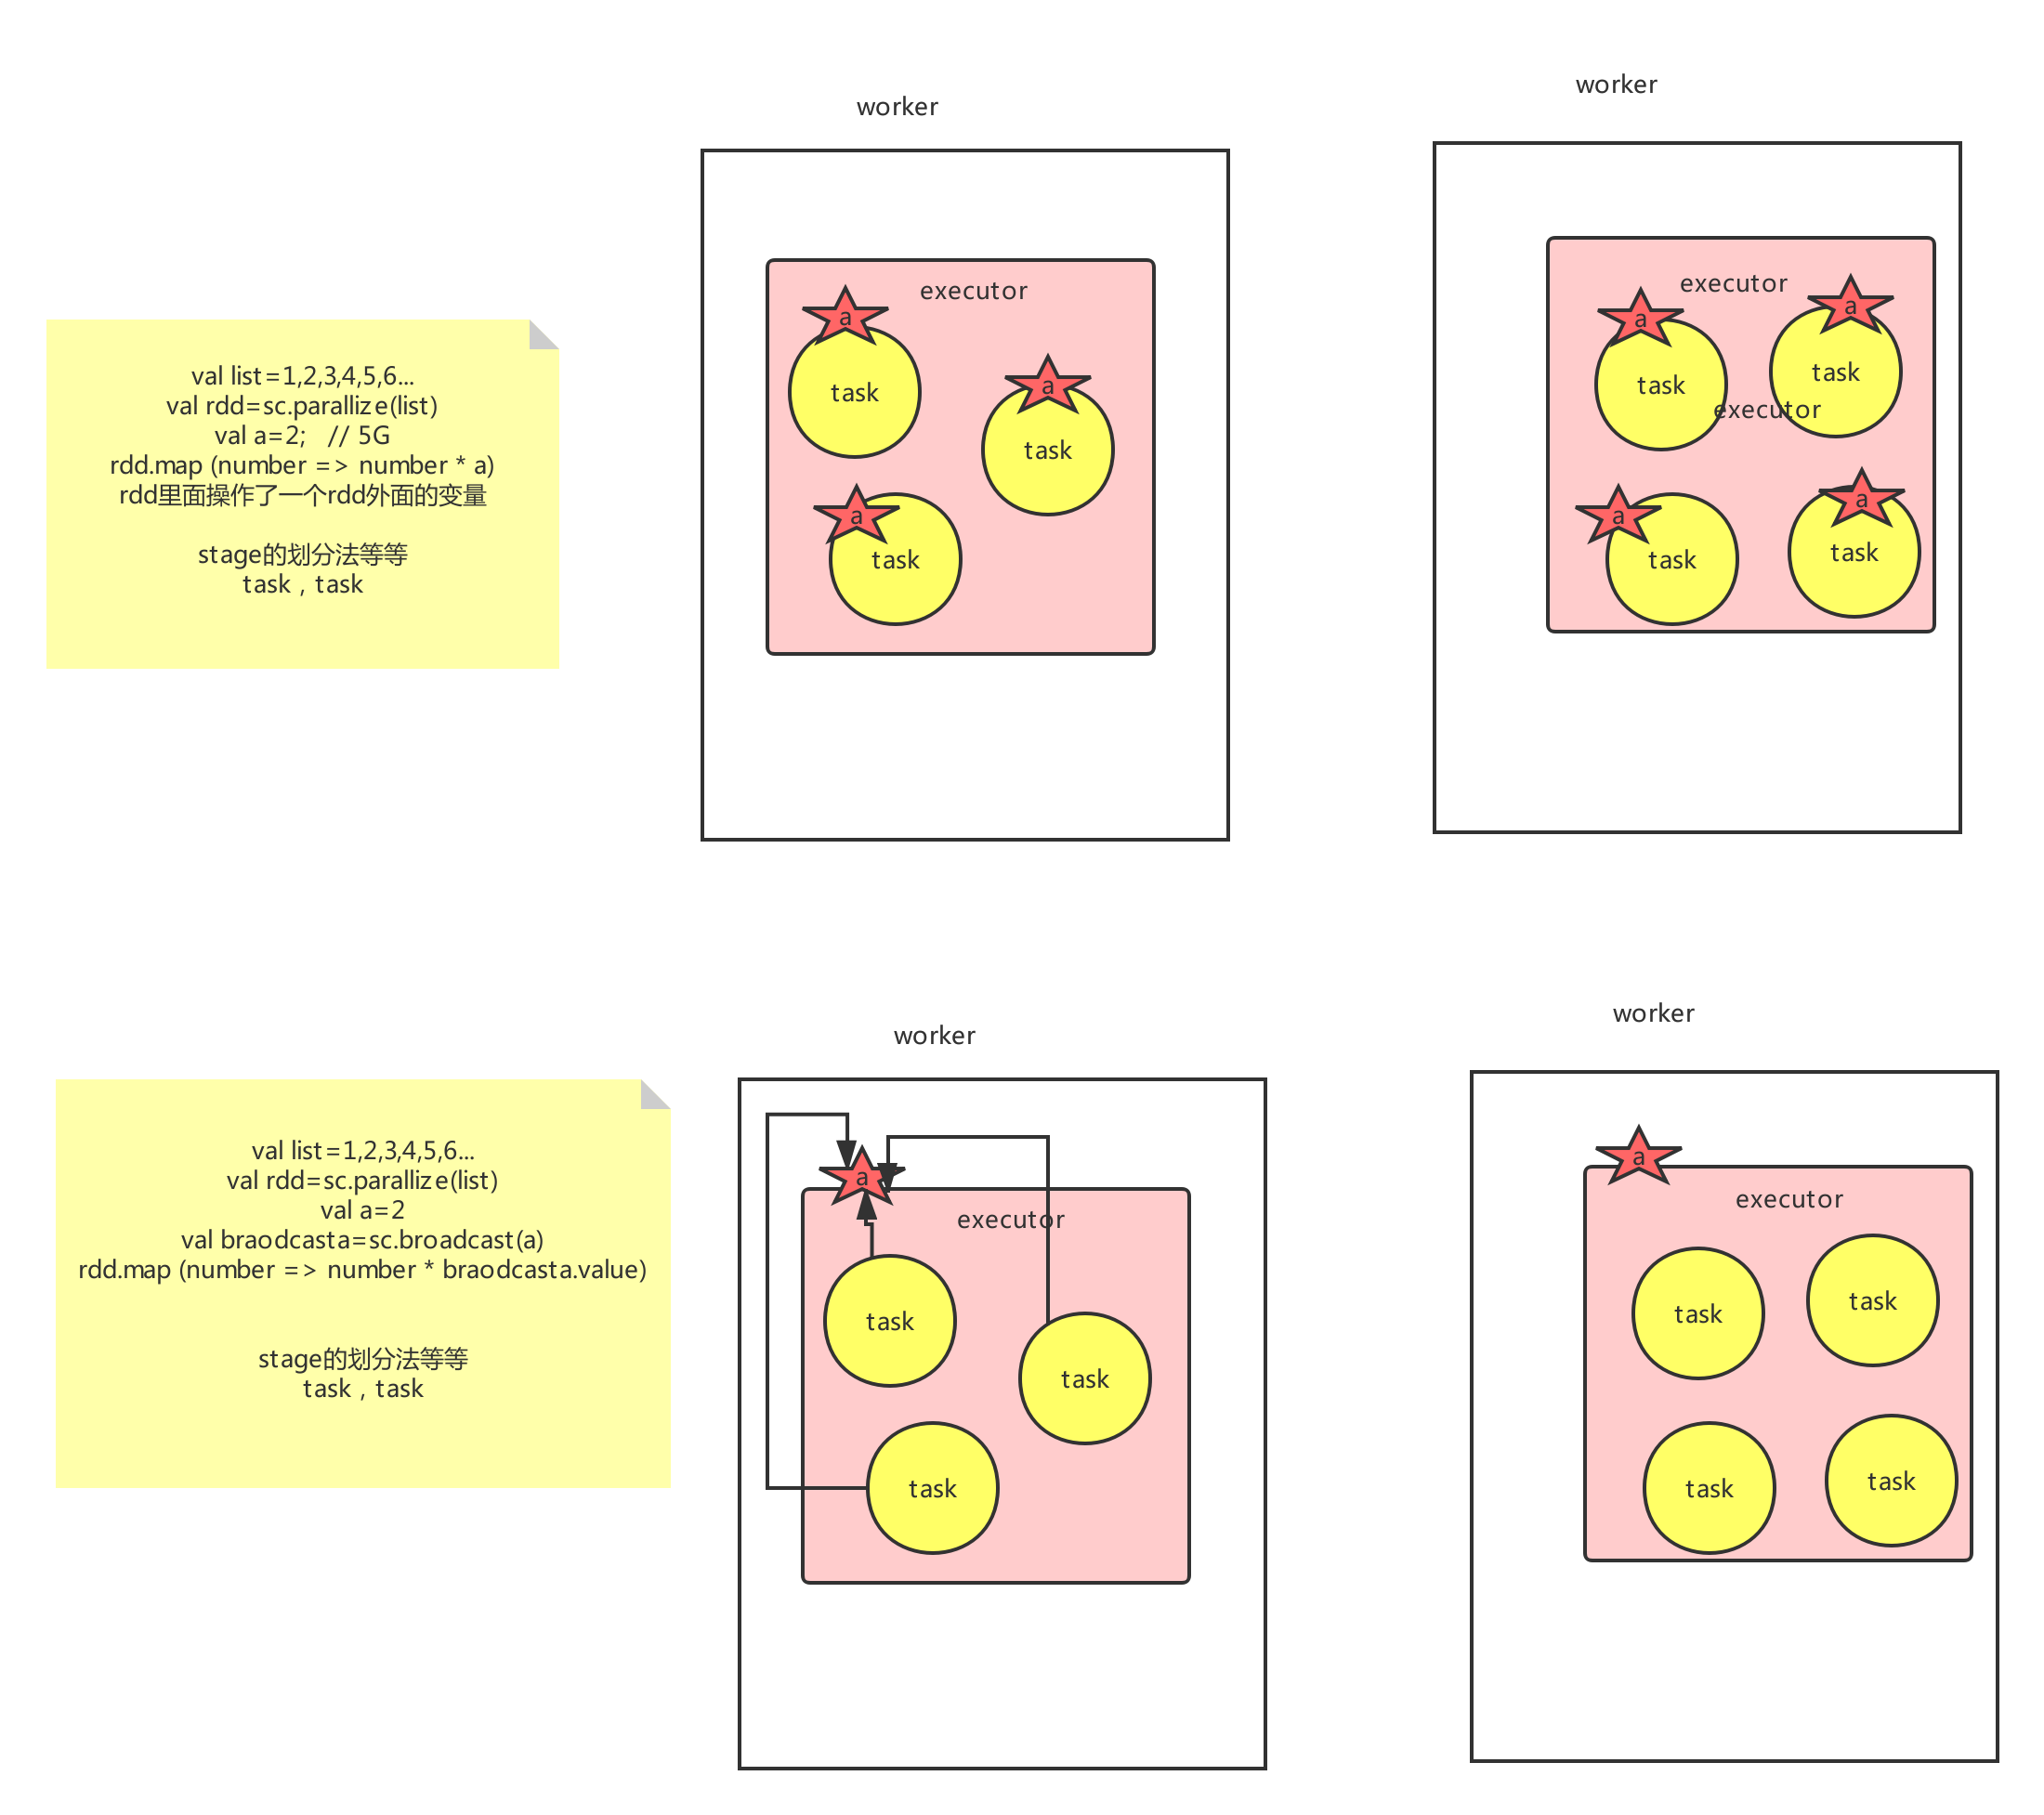 worker
worker
val list=1,2,3,4,5,6...
val rdd=sc.parallize(list)
val a=2;   // 5G
rdd.map (number => number * a)
rdd里面操作了一个rdd外面的变量
stage的划分法等等
task , task
executor
a
task
a
task
a
task
executor
a
task
a
task
executor
a
task
a
task
worker
worker
val list=1,2,3,4,5,6...
val rdd=sc.parallize(list)
val a=2
val braodcasta=sc.broadcast(a)
rdd.map (number => number * braodcasta.value)
stage的划分法等等
task , task
a
executor
task
task
task
a
executor
task
task
task
task